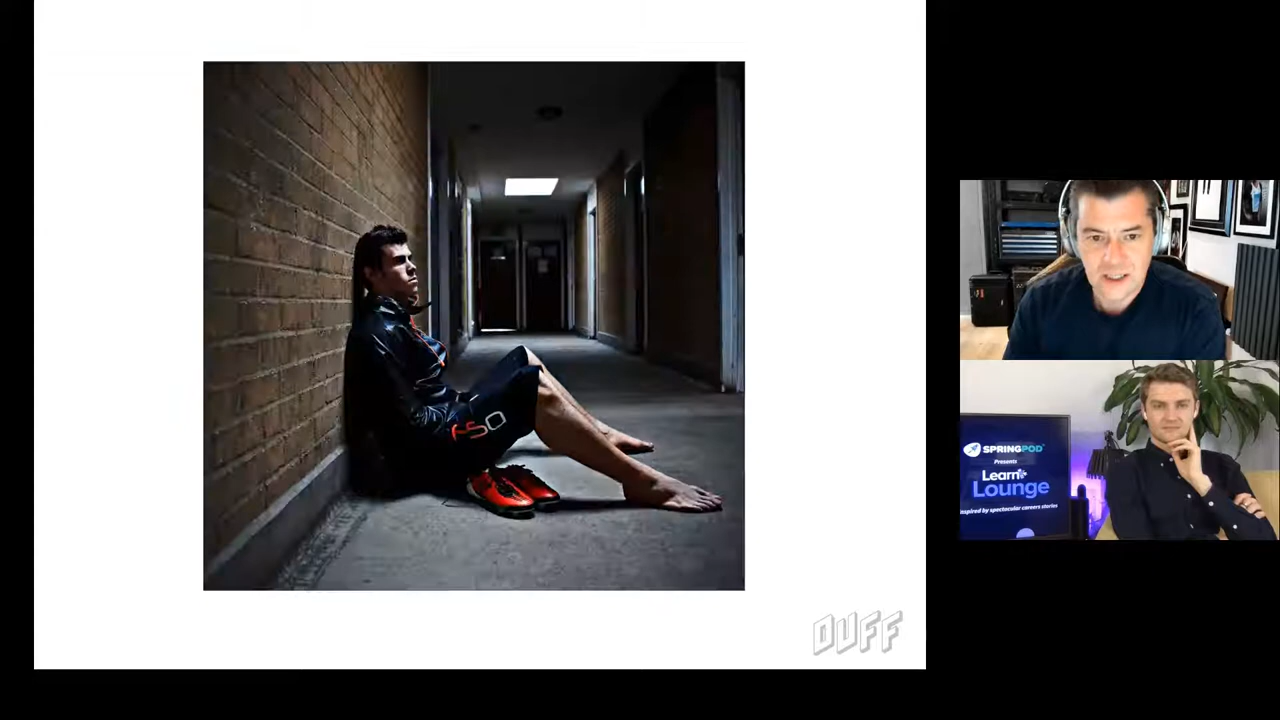 DUFF
SPRINGPOD
Presents
Learn
Lounge
inspired by spectacular careers stories